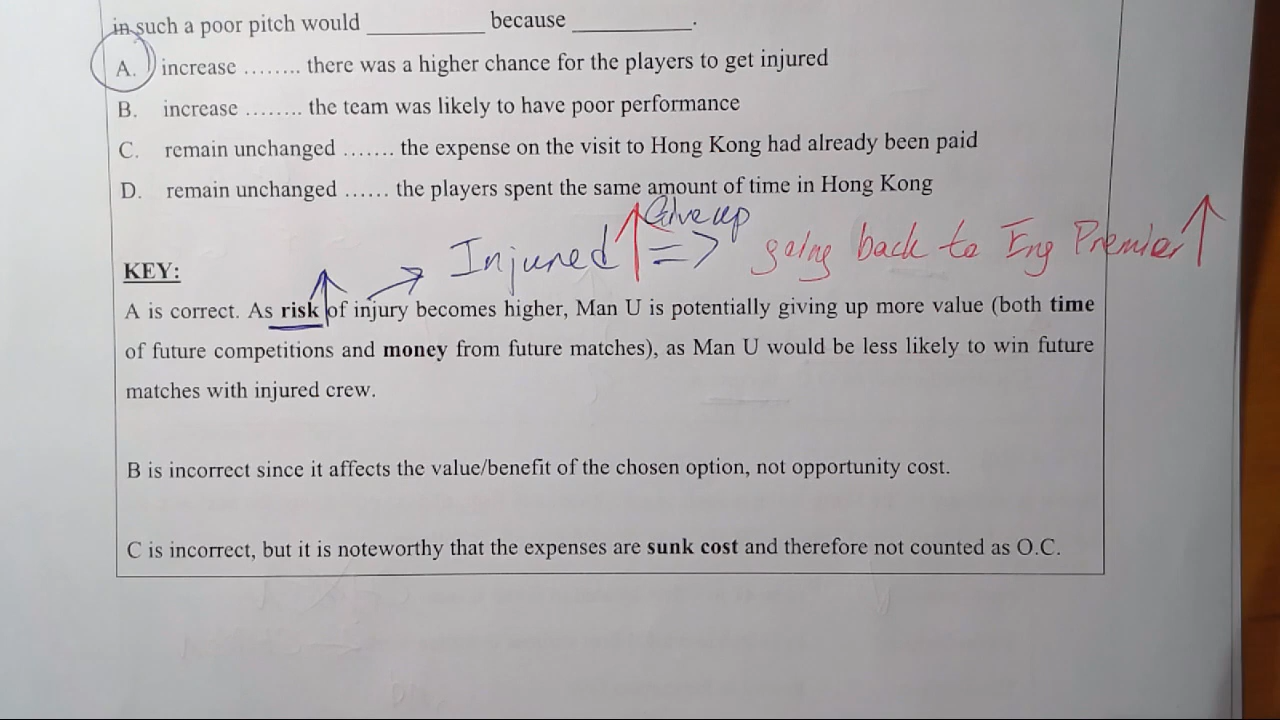 in such a poor pitch would __________ because __________.
A. increase …….. there was a higher chance for the players to get injured
B. increase …….. the team was likely to have poor performance
C. remain unchanged ……. the expense on the visit to Hong Kong had already been paid
D. remain unchanged …… the players spent the same amount of time in Hong Kong
Give up
Injured ↑ => going back to Eng Premier ↑
KEY:
A is correct. As risk of injury becomes higher, Man U is potentially giving up more value (both time
of future competitions and money from future matches), as Man U would be less likely to win future
matches with injured crew.
B is incorrect since it affects the value/benefit of the chosen option, not opportunity cost.
C is incorrect, but it is noteworthy that the expenses are sunk cost and therefore not counted as O.C.